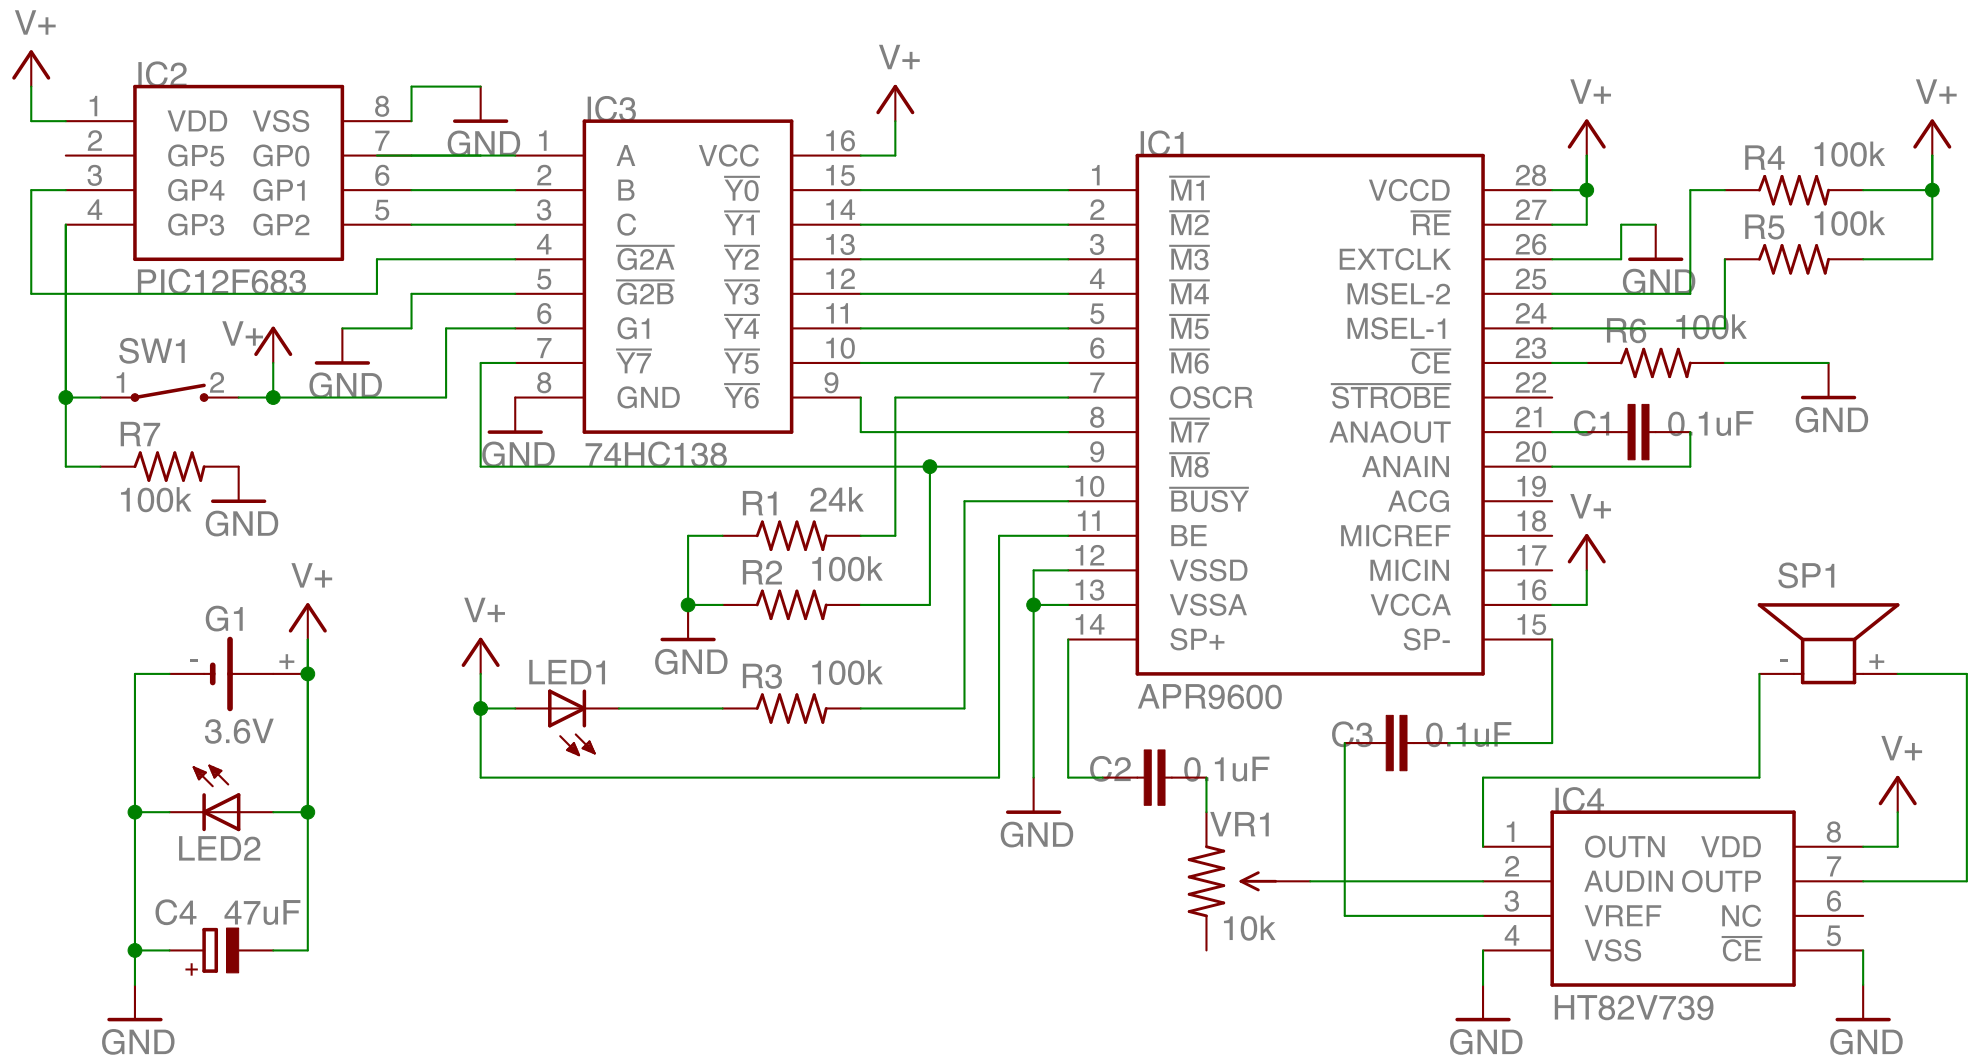 V+
IC2
1 VDD VSS 8
2 GP5 GP0 7
3 GP4 GP1 6
4 GP3 GP2 5
PIC12F683
GND
V+
IC3
1 A VCC 16
2 B Y0 15
3 C Y1 14
4 G2A Y2 13
5 G2B Y3 12
6 G1 Y4 11
7 Y7 Y5 10
8 GND Y6 9
74HC138
GND
GND
V+
SW1
1 2
R7
100k
GND
IC1
1 M1 VCCD 28
2 M2 RE 27
3 M3 EXTCLK 26
4 M4 MSEL-2 25
5 M5 MSEL-1 24
6 M6 CE 23
7 OSCR STROBE 22
8 M7 ANAOUT 21
9 M8 ANAIN 20
10 BUSY ACG 19
11 BE MICREF 18
12 VSSD MICIN 17
13 VSSA VCCA 16
14 SP+ SP- 15
APR9600
V+
V+
R4 100k
R5 100k
GND
R6 100k
GND
C1 0.1uF
V+
R1 24k
R2 100k
GND
V+
LED1
R3 100k
GND
V+
G1
- +
3.6V
LED2
C4 47uF
+
GND
C2 0.1uF
VR1
10k
C3 0.1uF
SP1
- +
V+
IC4
1 OUTN VDD 8
2 AUDIN OUTP 7
3 VREF NC 6
4 VSS CE 5
HT82V739
GND
GND